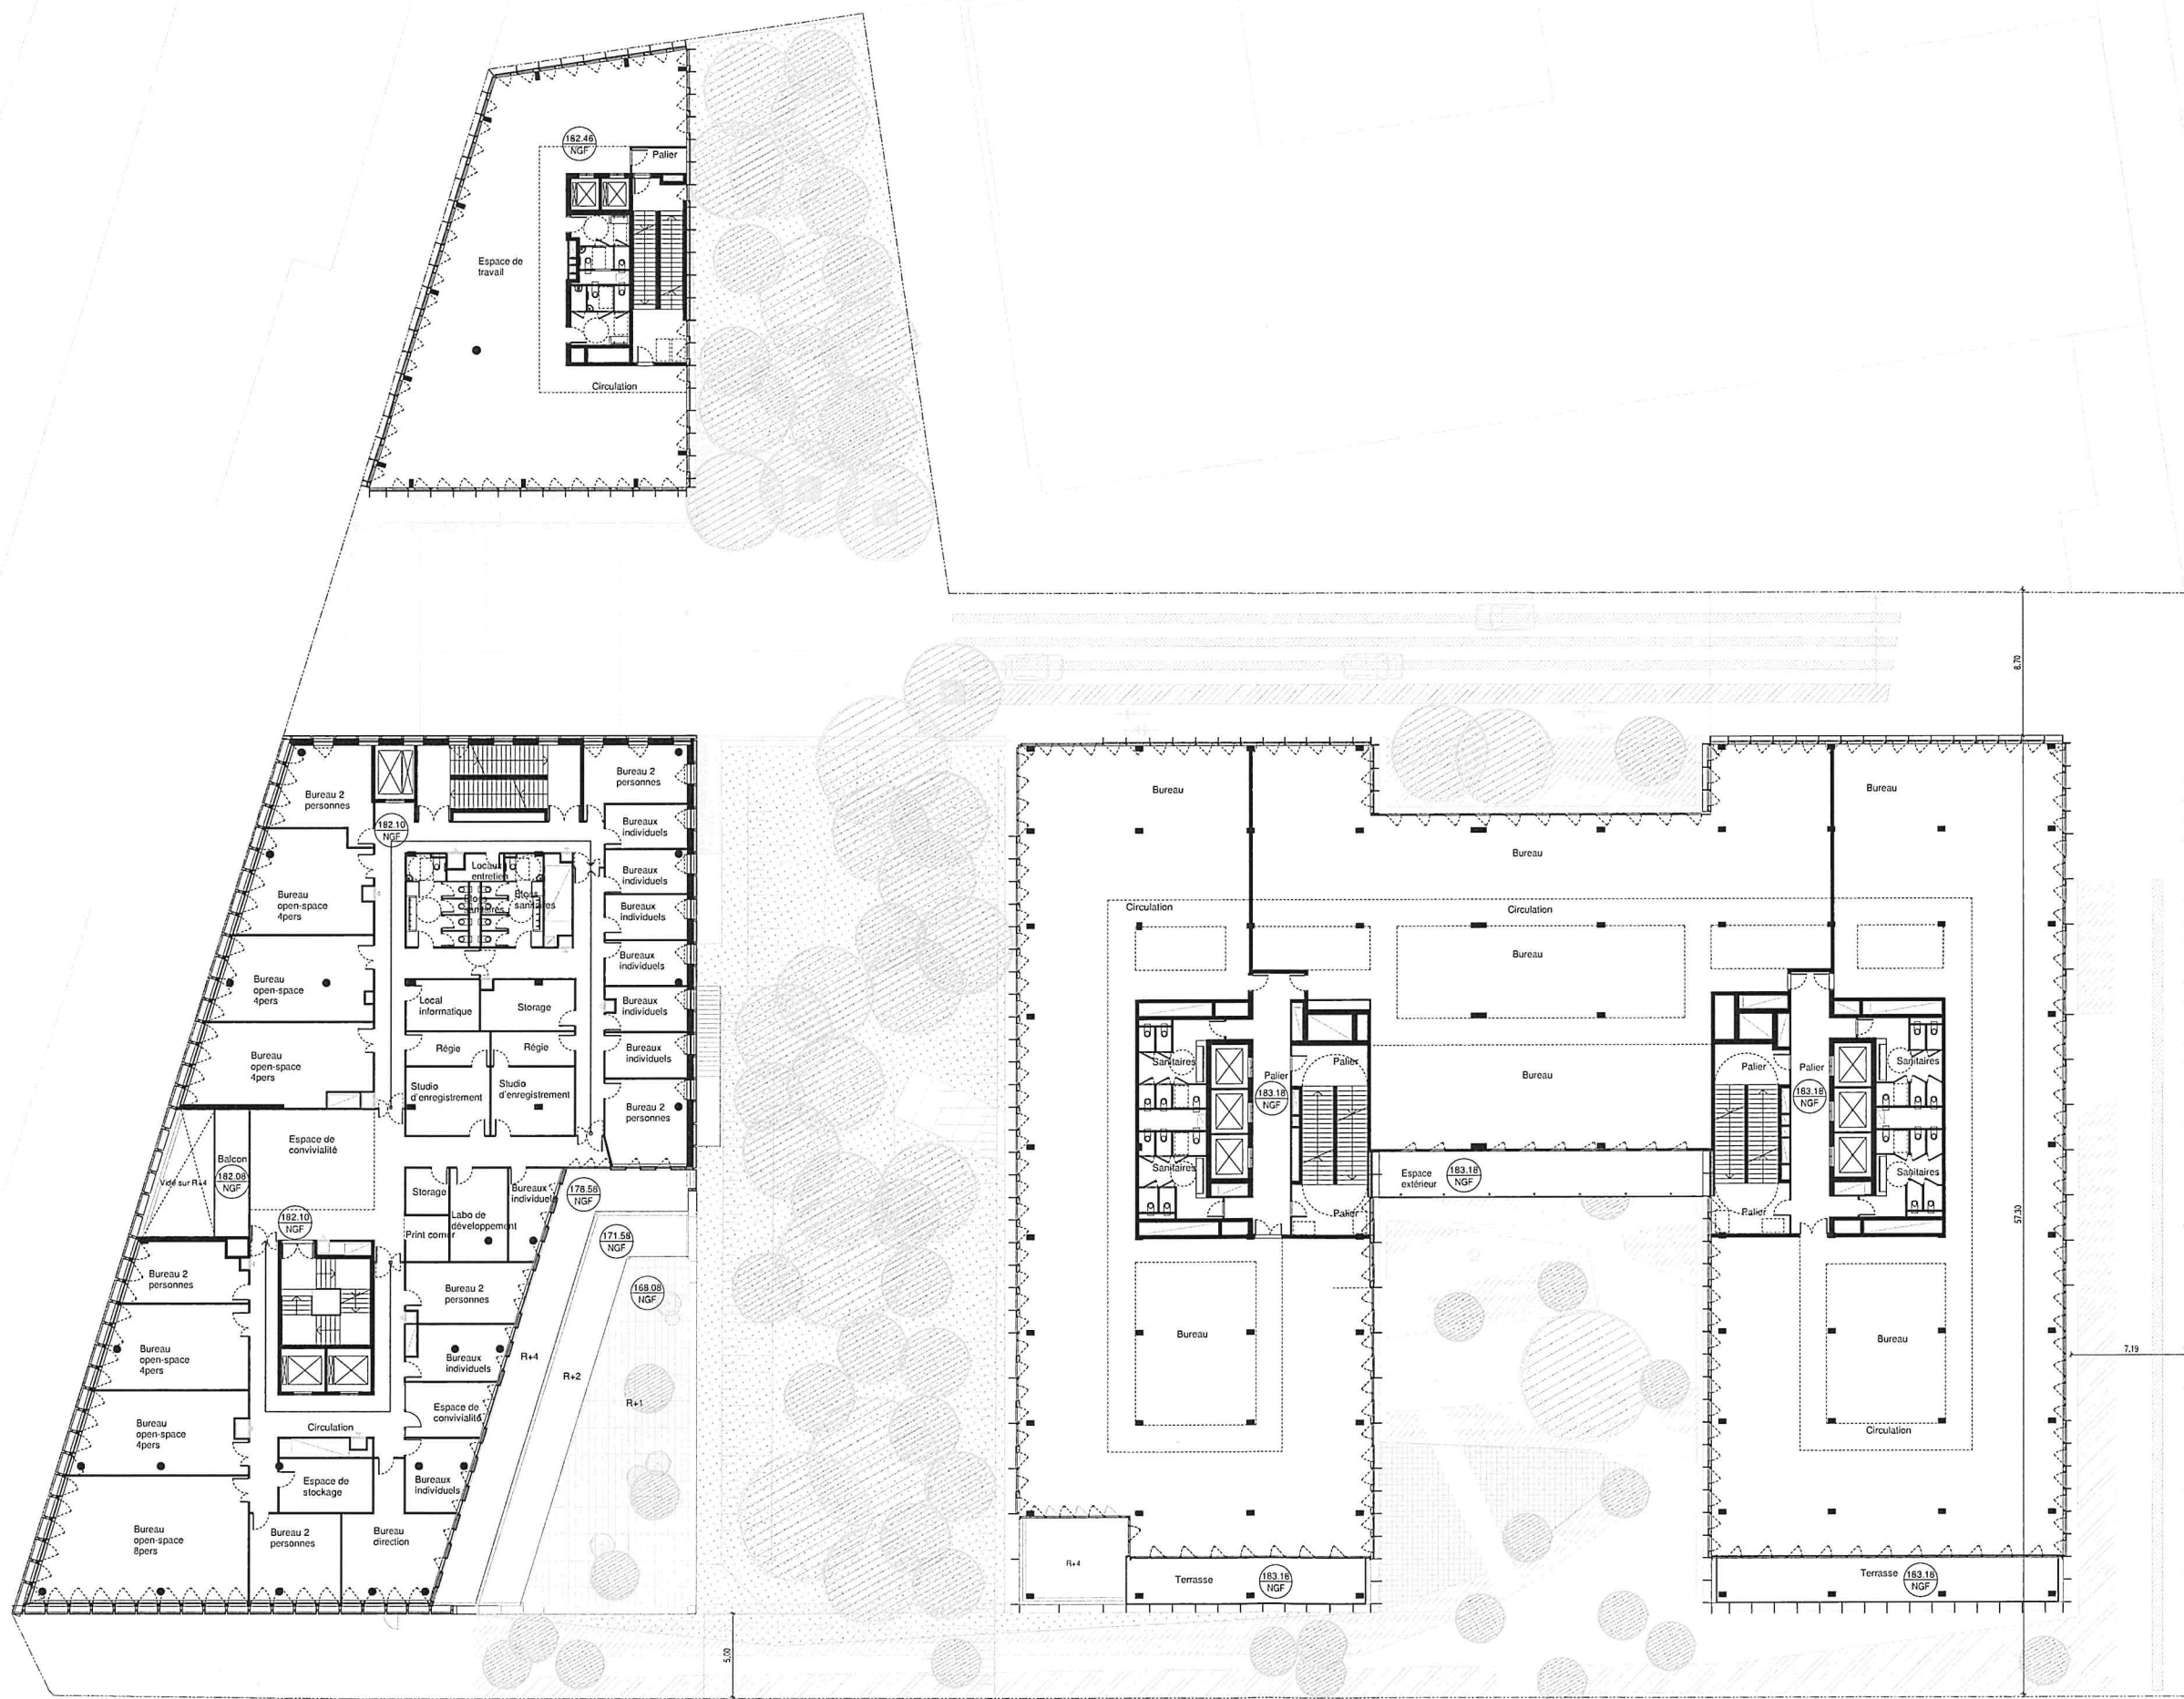 182.46
NGF
Palier
Espace de
travail
Circulation
8.70
Bureau 2
personnes
Bureau 2
personnes
182.10
NGF
Bureaux
individuels
Locaux
entretien
Blocs
sanitaires
Blocs
sanitaires
Bureaux
individuels
Bureau
open-space
4pers
Bureaux
individuels
Bureaux
individuels
Bureau
open-space
4pers
Local
informatique
Storage
Bureaux
individuels
Régie
Régie
Bureaux
individuels
Bureau
open-space
4pers
Studio
d'enregistrement
Studio
d'enregistrement
Bureau 2
personnes
Espace de
convivialité
Balcon
182.08
NGF
Vide sur R+4
Storage
Bureaux
individuels
Labo de
développement
Print corner
178.58
NGF
182.10
NGF
171.58
NGF
168.08
NGF
Bureau 2
personnes
Bureau 2
personnes
Bureau
open-space
4pers
Bureaux
individuels
R+4
R+2
R+1
Bureau
open-space
4pers
Espace de
convivialité
Circulation
Espace de
stockage
Bureaux
individuels
Bureau
open-space
8pers
Bureau 2
personnes
Bureau
direction
5.00
Bureau
Bureau
Bureau
Circulation
Circulation
Bureau
Sanitaires
Palier
183.18
NGF
Palier
Bureau
Palier
Palier
183.18
NGF
Sanitaires
Sanitaires
Palier
Espace
extérieur
183.18
NGF
Palier
Sanitaires
57.30
Bureau
Bureau
7.19
Circulation
R+4
Terrasse
183.18
NGF
Terrasse
183.18
NGF